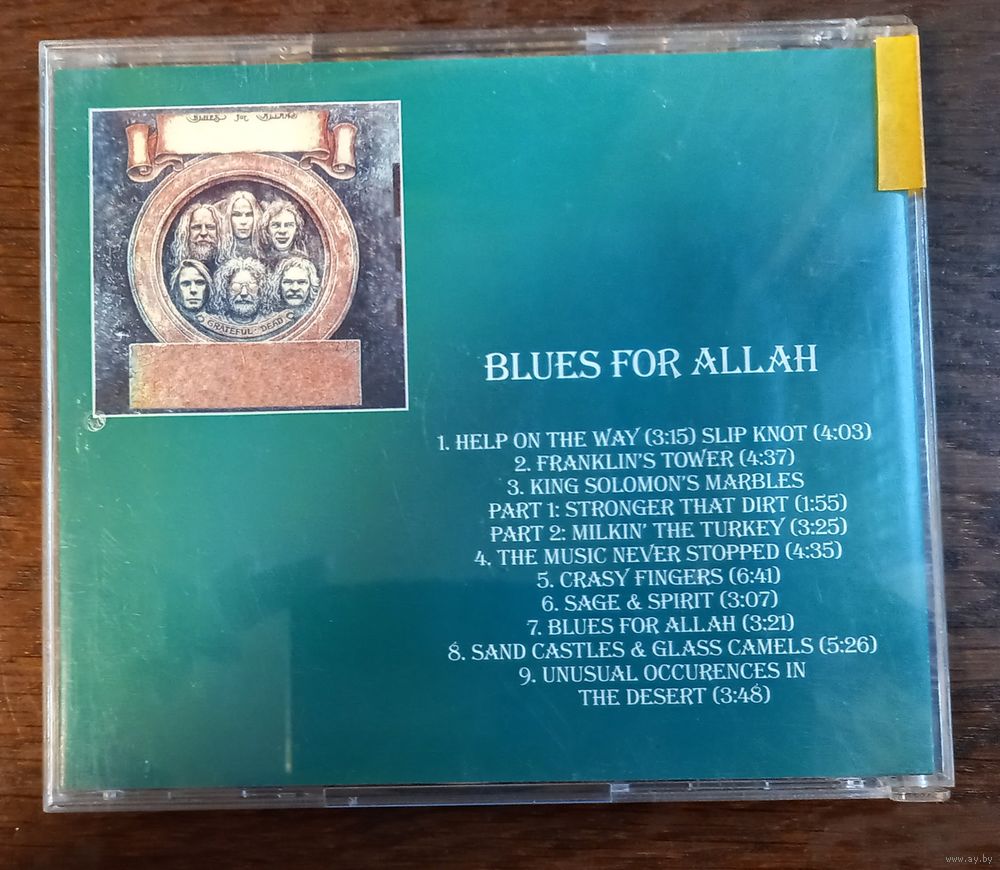 BLUES FOR ALLAH
GRATEFUL DEAD
BLUES FOR ALLAH
1. HELP ON THE WAY (3:15) SLIP KNOT (4:03)
2. FRANKLIN'S TOWER (4:37)
3. KING SOLOMON'S MARBLES
PART 1: STRONGER THAT DIRT (1:55)
PART 2: MILKIN' THE TURKEY (3:25)
4. THE MUSIC NEVER STOPPED (4:35)
5. CRASY FINGERS (6:41)
6. SAGE & SPIRIT (3:07)
7. BLUES FOR ALLAH (3:21)
8. SAND CASTLES & GLASS CAMELS (5:26)
9. UNUSUAL OCCURENCES IN
THE DESERT (3:48)
www.ay.by